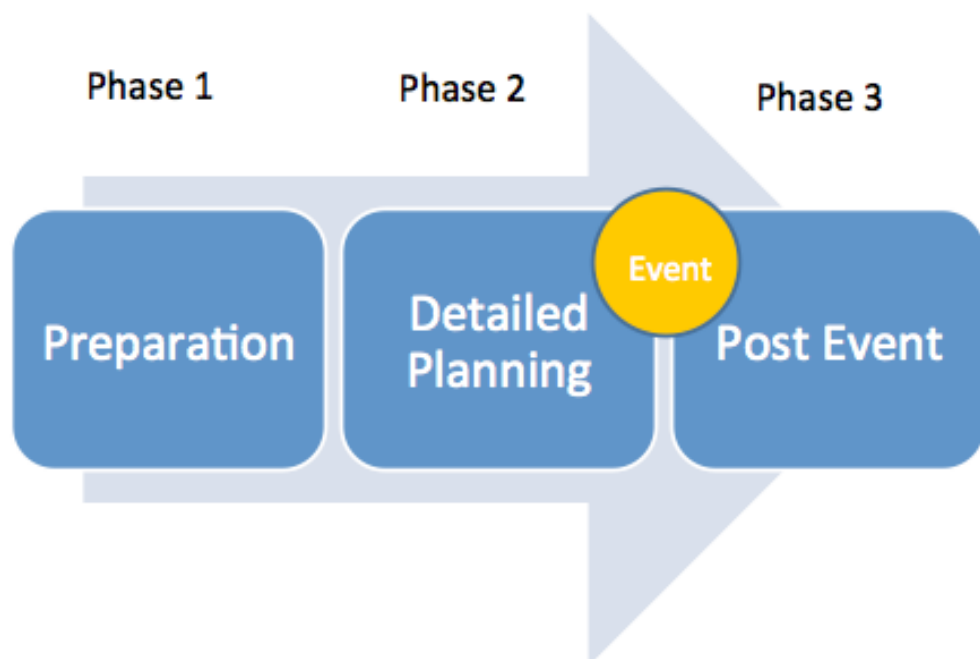 Phase 1
Phase 2
Phase 3
Preparation
Detailed
Planning
Event
Post Event